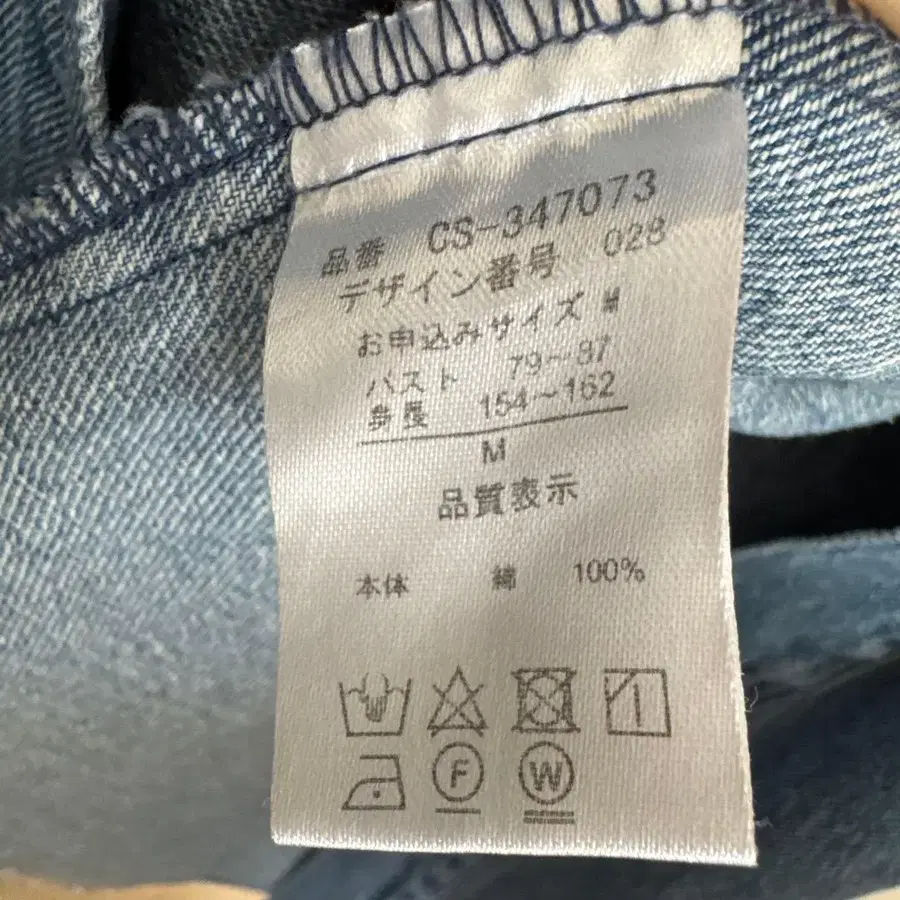 品番 CS-347073
デザイン番号 028
お申込みサイズ M
バスト 79～87
身長 154～162
M
品質表示
本体 綿 100%
F W